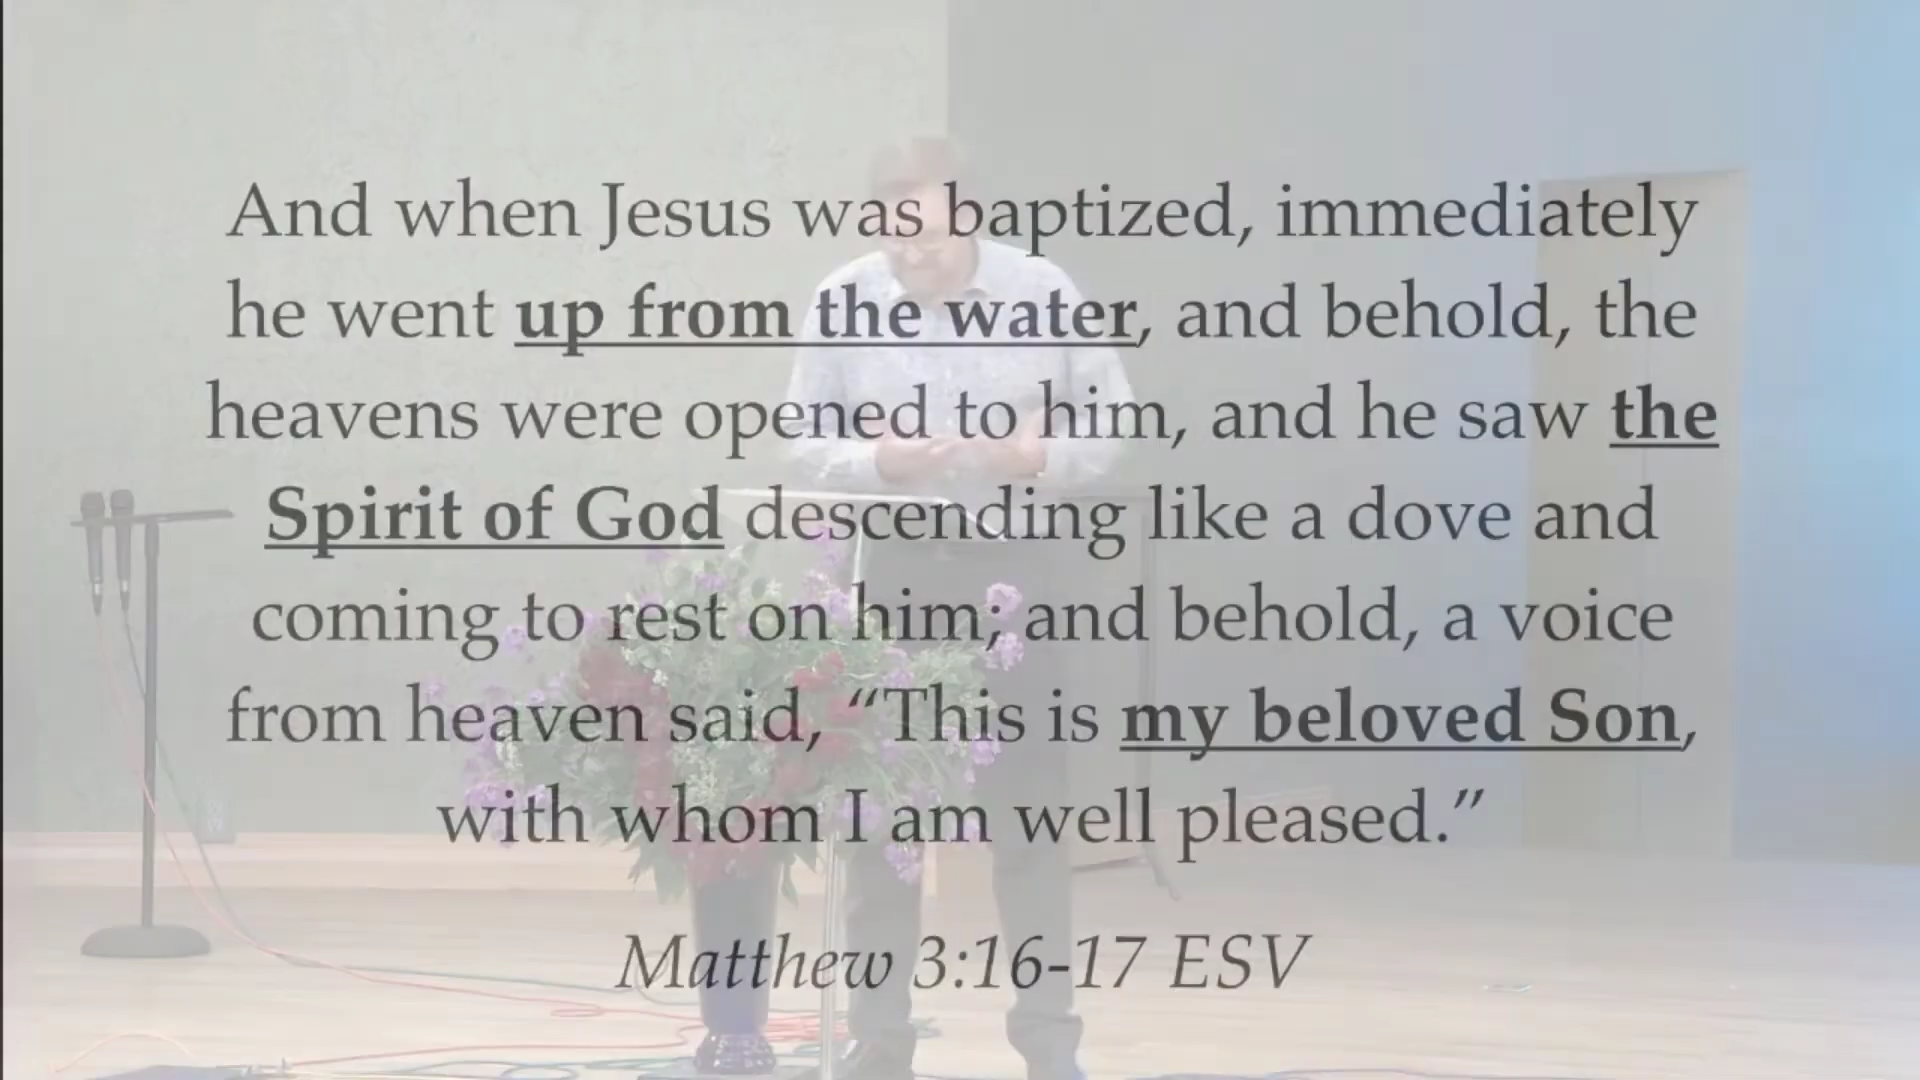 And when Jesus was baptized, immediately
he went up from the water, and behold, the
heavens were opened to him, and he saw the
Spirit of God descending like a dove and
coming to rest on him; and behold, a voice
from heaven said, “This is my beloved Son,
with whom I am well pleased.”
Matthew 3:16-17 ESV